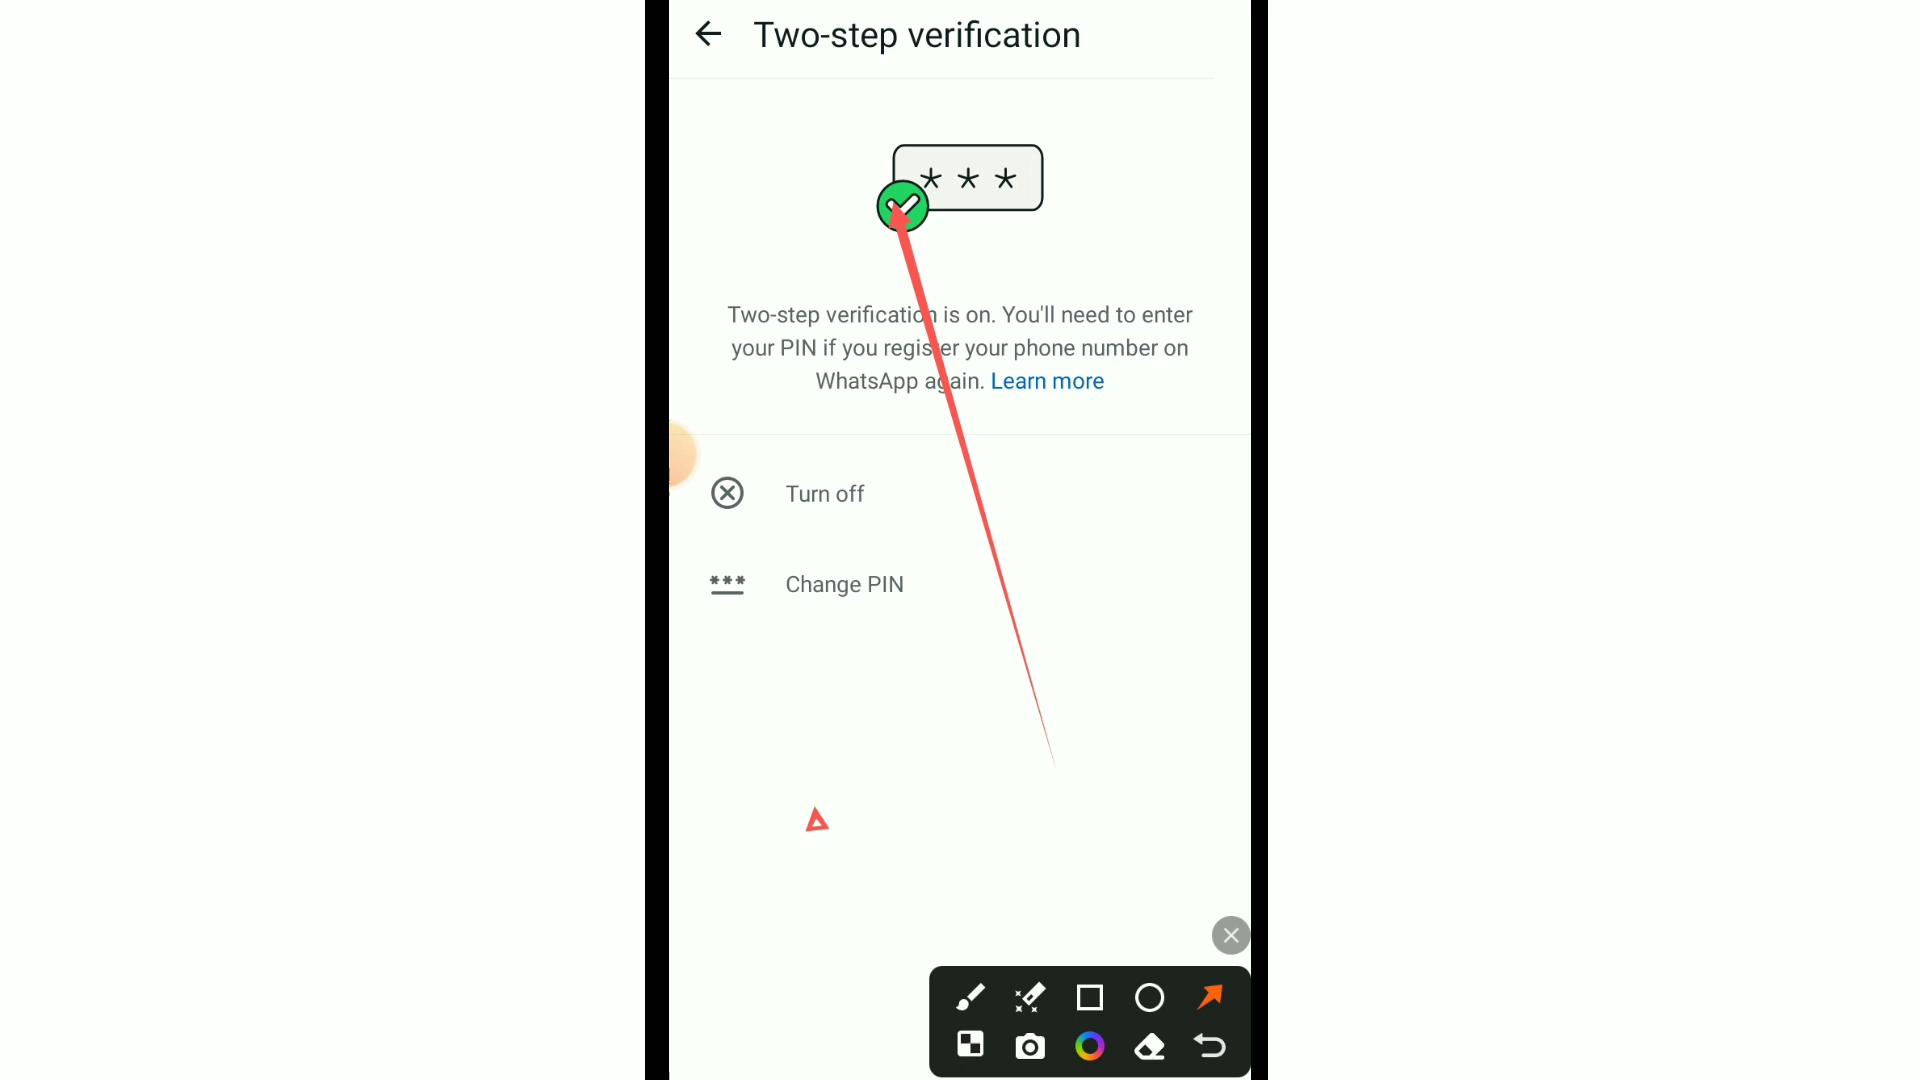 Two-step verification
***
Two-step verification is on. You'll need to enter
your PIN if you register your phone number on
WhatsApp again. Learn more
Turn off
***
Change PIN